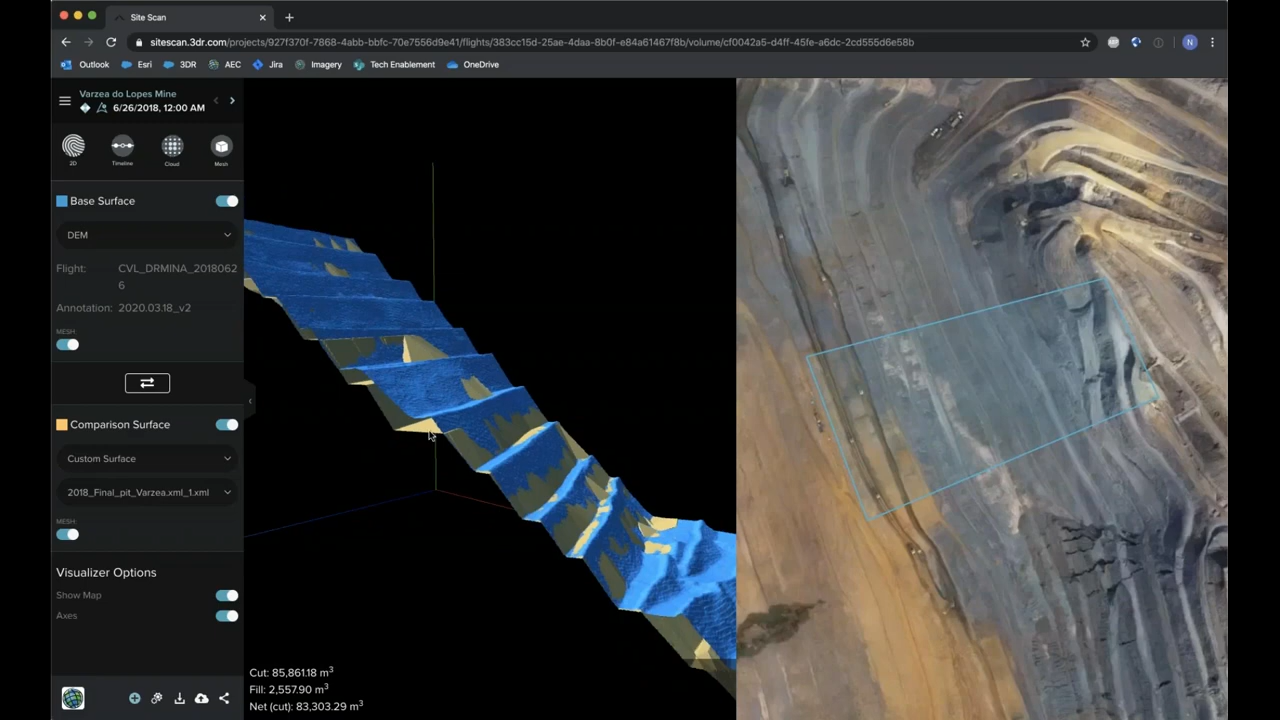 Site Scan
sitescan.3dr.com/projects/927f370f-7868-4abb-bbfc-70e7556d9e41/flights/383cc15d-25ae-4daa-8b0f-e84a61467f8b/volume/cf0042a5-d4ff-45fe-a6dc-2cd555d6e58b
N
Outlook Esri 3DR AEC Jira Imagery Tech Enablement OneDrive
Varzea do Lopes Mine
6/26/2018, 12:00 AM
2D Timeline Cloud Mesh
Base Surface
DEM
Flight: CVL_DRMINA_2018062
6
Annotation: 2020.03.18_v2
MESH:
Comparison Surface
Custom Surface
2018_Final_pit_Varzea.xml_1.xml
MESH:
Visualizer Options
Show Map
Axes
Cut: 85,861.18 m³
Fill: 2,557.90 m³
Net (cut): 83,303.29 m³